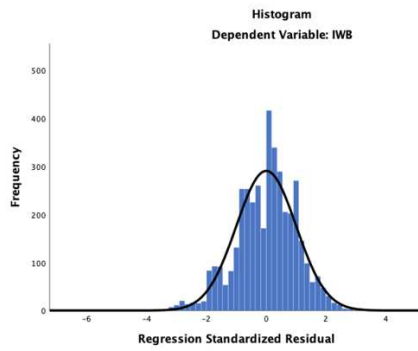 Histogram
Dependent Variable: IWB
500
400
300
200
100
0
Frequency
-6 -4 -2 0 2 4
Regression Standardized Residual